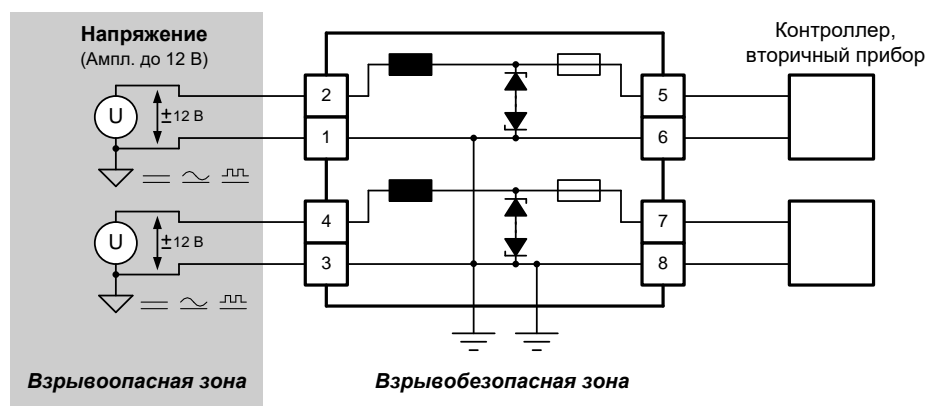 Напряжение
(Ампл. до 12 В)
Контроллер,
вторичный прибор
U
±12 В
2
1
5
6
U
±12 В
4
3
7
8
Взрывоопасная зона
Взрывобезопасная зона